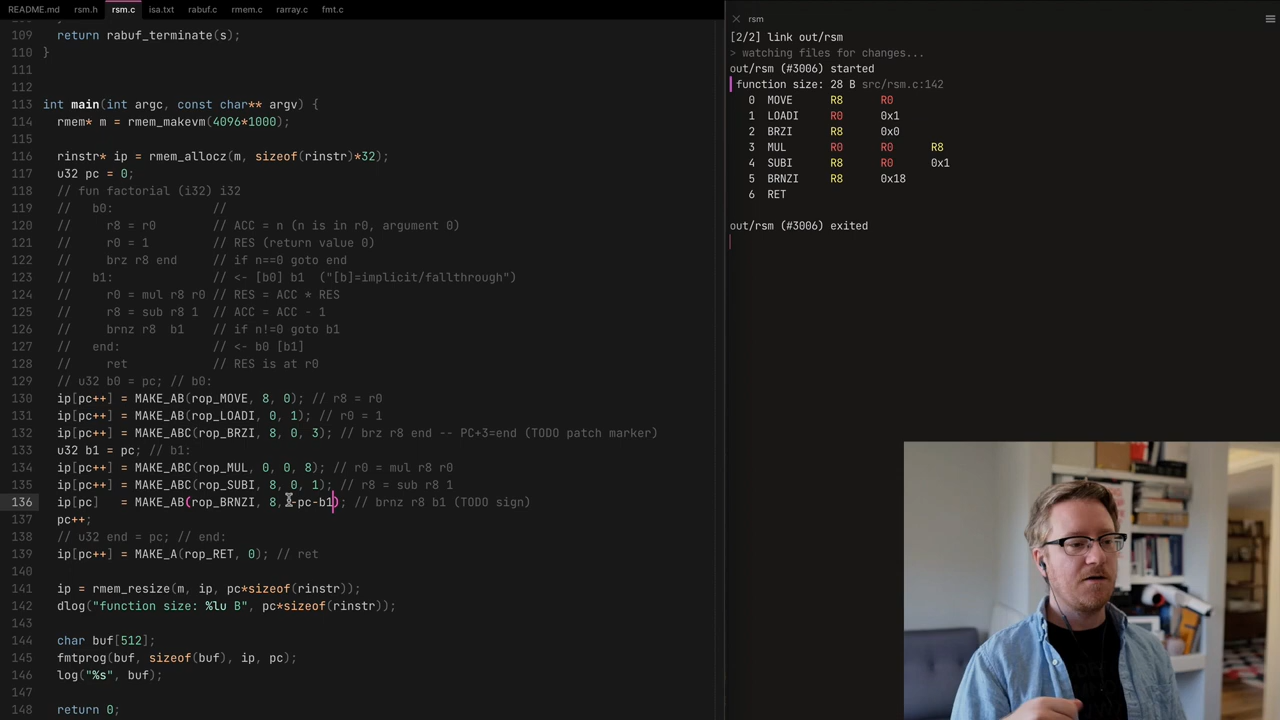 README.md rsm.h rsm.c isa.txt rabuf.c rmem.c rarray.c fmt.c
109 return rabuf_terminate(s);
110 }
111
112
113 int main(int argc, const char** argv) {
114 rmem* m = rmem_makevm(4096*1000);
115
116 rinstr* ip = rmem_allocz(m, sizeof(rinstr)*32);
117 u32 pc = 0;
118 // fun factorial (i32) i32
119 // b0: //
120 // r8 = r0 // ACC = n (n is in r0, argument 0)
121 // r0 = 1 // RES (return value 0)
122 // brz r8 end // if n==0 goto end
123 // b1: // <- [b0] b1 ("[b]=implicit/fallthrough")
124 // r0 = mul r8 r0 // RES = ACC * RES
125 // r8 = sub r8 1 // ACC = ACC - 1
126 // brnz r8 b1 // if n!=0 goto b1
127 // end: // <- b0 [b1]
128 // ret // RES is at r0
129 // u32 b0 = pc; // b0:
130 ip[pc++] = MAKE_AB(rop_MOVE, 8, 0); // r8 = r0
131 ip[pc++] = MAKE_AB(rop_LOADI, 0, 1); // r0 = 1
132 ip[pc++] = MAKE_ABC(rop_BRZI, 8, 0, 3); // brz r8 end -- PC+3=end (TODO patch marker)
133 u32 b1 = pc; // b1:
134 ip[pc++] = MAKE_ABC(rop_MUL, 0, 0, 8); // r0 = mul r8 r0
135 ip[pc++] = MAKE_ABC(rop_SUBI, 8, 0, 1); // r8 = sub r8 1
136 ip[pc] = MAKE_AB(rop_BRNZI, 8, -pc-b1); // brnz r8 b1 (TODO sign)
137 pc++;
138 // u32 end = pc; // end:
139 ip[pc++] = MAKE_A(rop_RET, 0); // ret
140
141 ip = rmem_resize(m, ip, pc*sizeof(rinstr));
142 dlog("function size: %lu B", pc*sizeof(rinstr));
143
144 char buf[512];
145 fmtprog(buf, sizeof(buf), ip, pc);
146 log("%s", buf);
147
148 return 0;
rsm
[2/2] link out/rsm
> watching files for changes...
out/rsm (#3006) started
function size: 28 B src/rsm.c:142
0 MOVE R8 R0
1 LOADI R0 0x1
2 BRZI R8 0x0
3 MUL R0 R0 R8
4 SUBI R8 R0 0x1
5 BRNZI R8 0x18
6 RET
out/rsm (#3006) exited